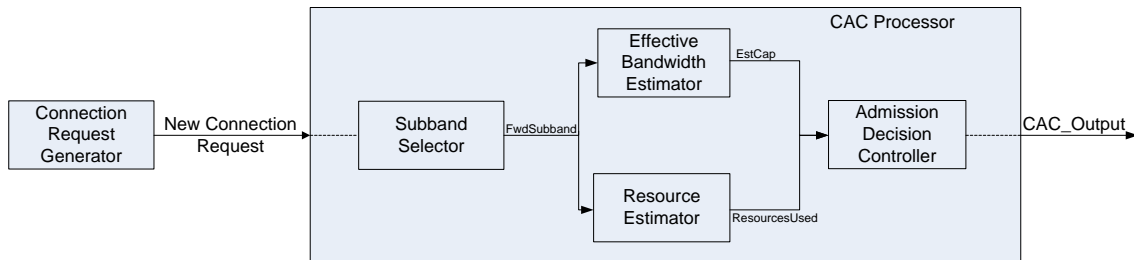 CAC Processor
Connection
Request
Generator
New Connection
Request
Subband
Selector
FwdSubband
Effective
Bandwidth
Estimator
EstCap
Resource
Estimator
ResourcesUsed
Admission
Decision
Controller
CAC_Output